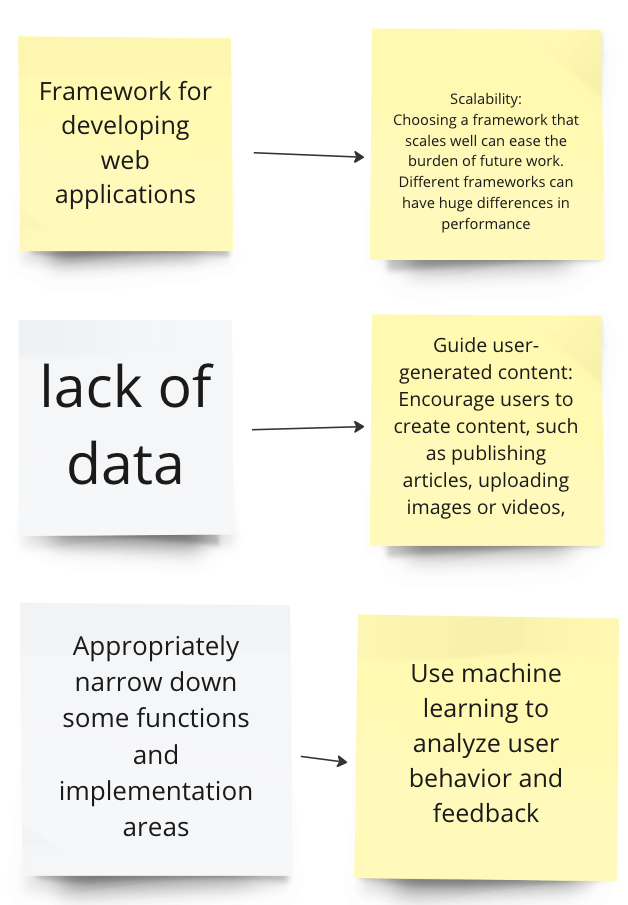 Framework for
developing
web
applications
Scalability:
Choosing a framework that
scales well can ease the
burden of future work.
Different frameworks can
have huge differences in
performance
lack of
data
Guide user-
generated content:
Encourage users to
create content, such
as publishing
articles, uploading
images or videos,
Appropriately
narrow down
some functions
and
implementation
areas
Use machine
learning to
analyze user
behavior and
feedback